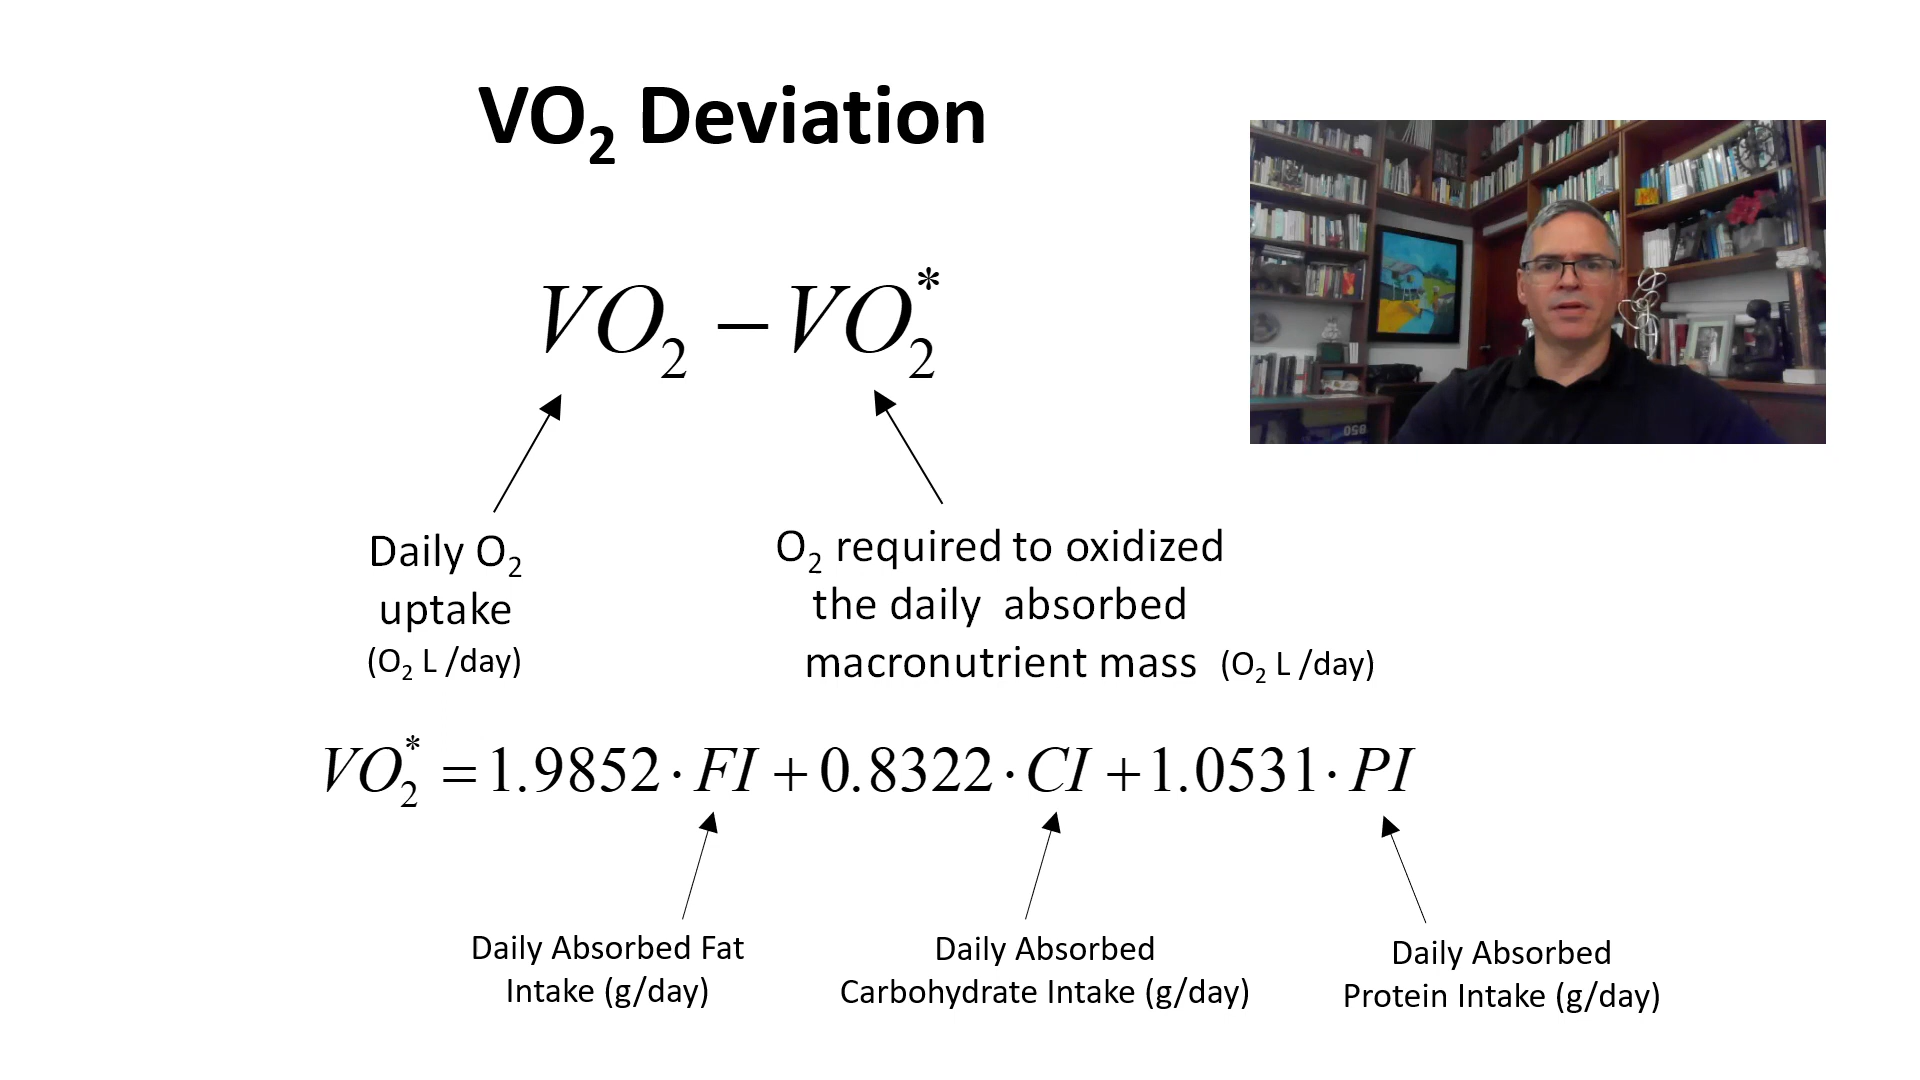 VO₂ Deviation
VO₂ − VO₂*
Daily O₂
uptake
(O₂ L /day)
O₂ required to oxidized
the daily absorbed
macronutrient mass (O₂ L /day)
VO₂* = 1.9852 · FI + 0.8322 · CI + 1.0531 · PI
Daily Absorbed Fat
Intake (g/day)
Daily Absorbed
Carbohydrate Intake (g/day)
Daily Absorbed
Protein Intake (g/day)